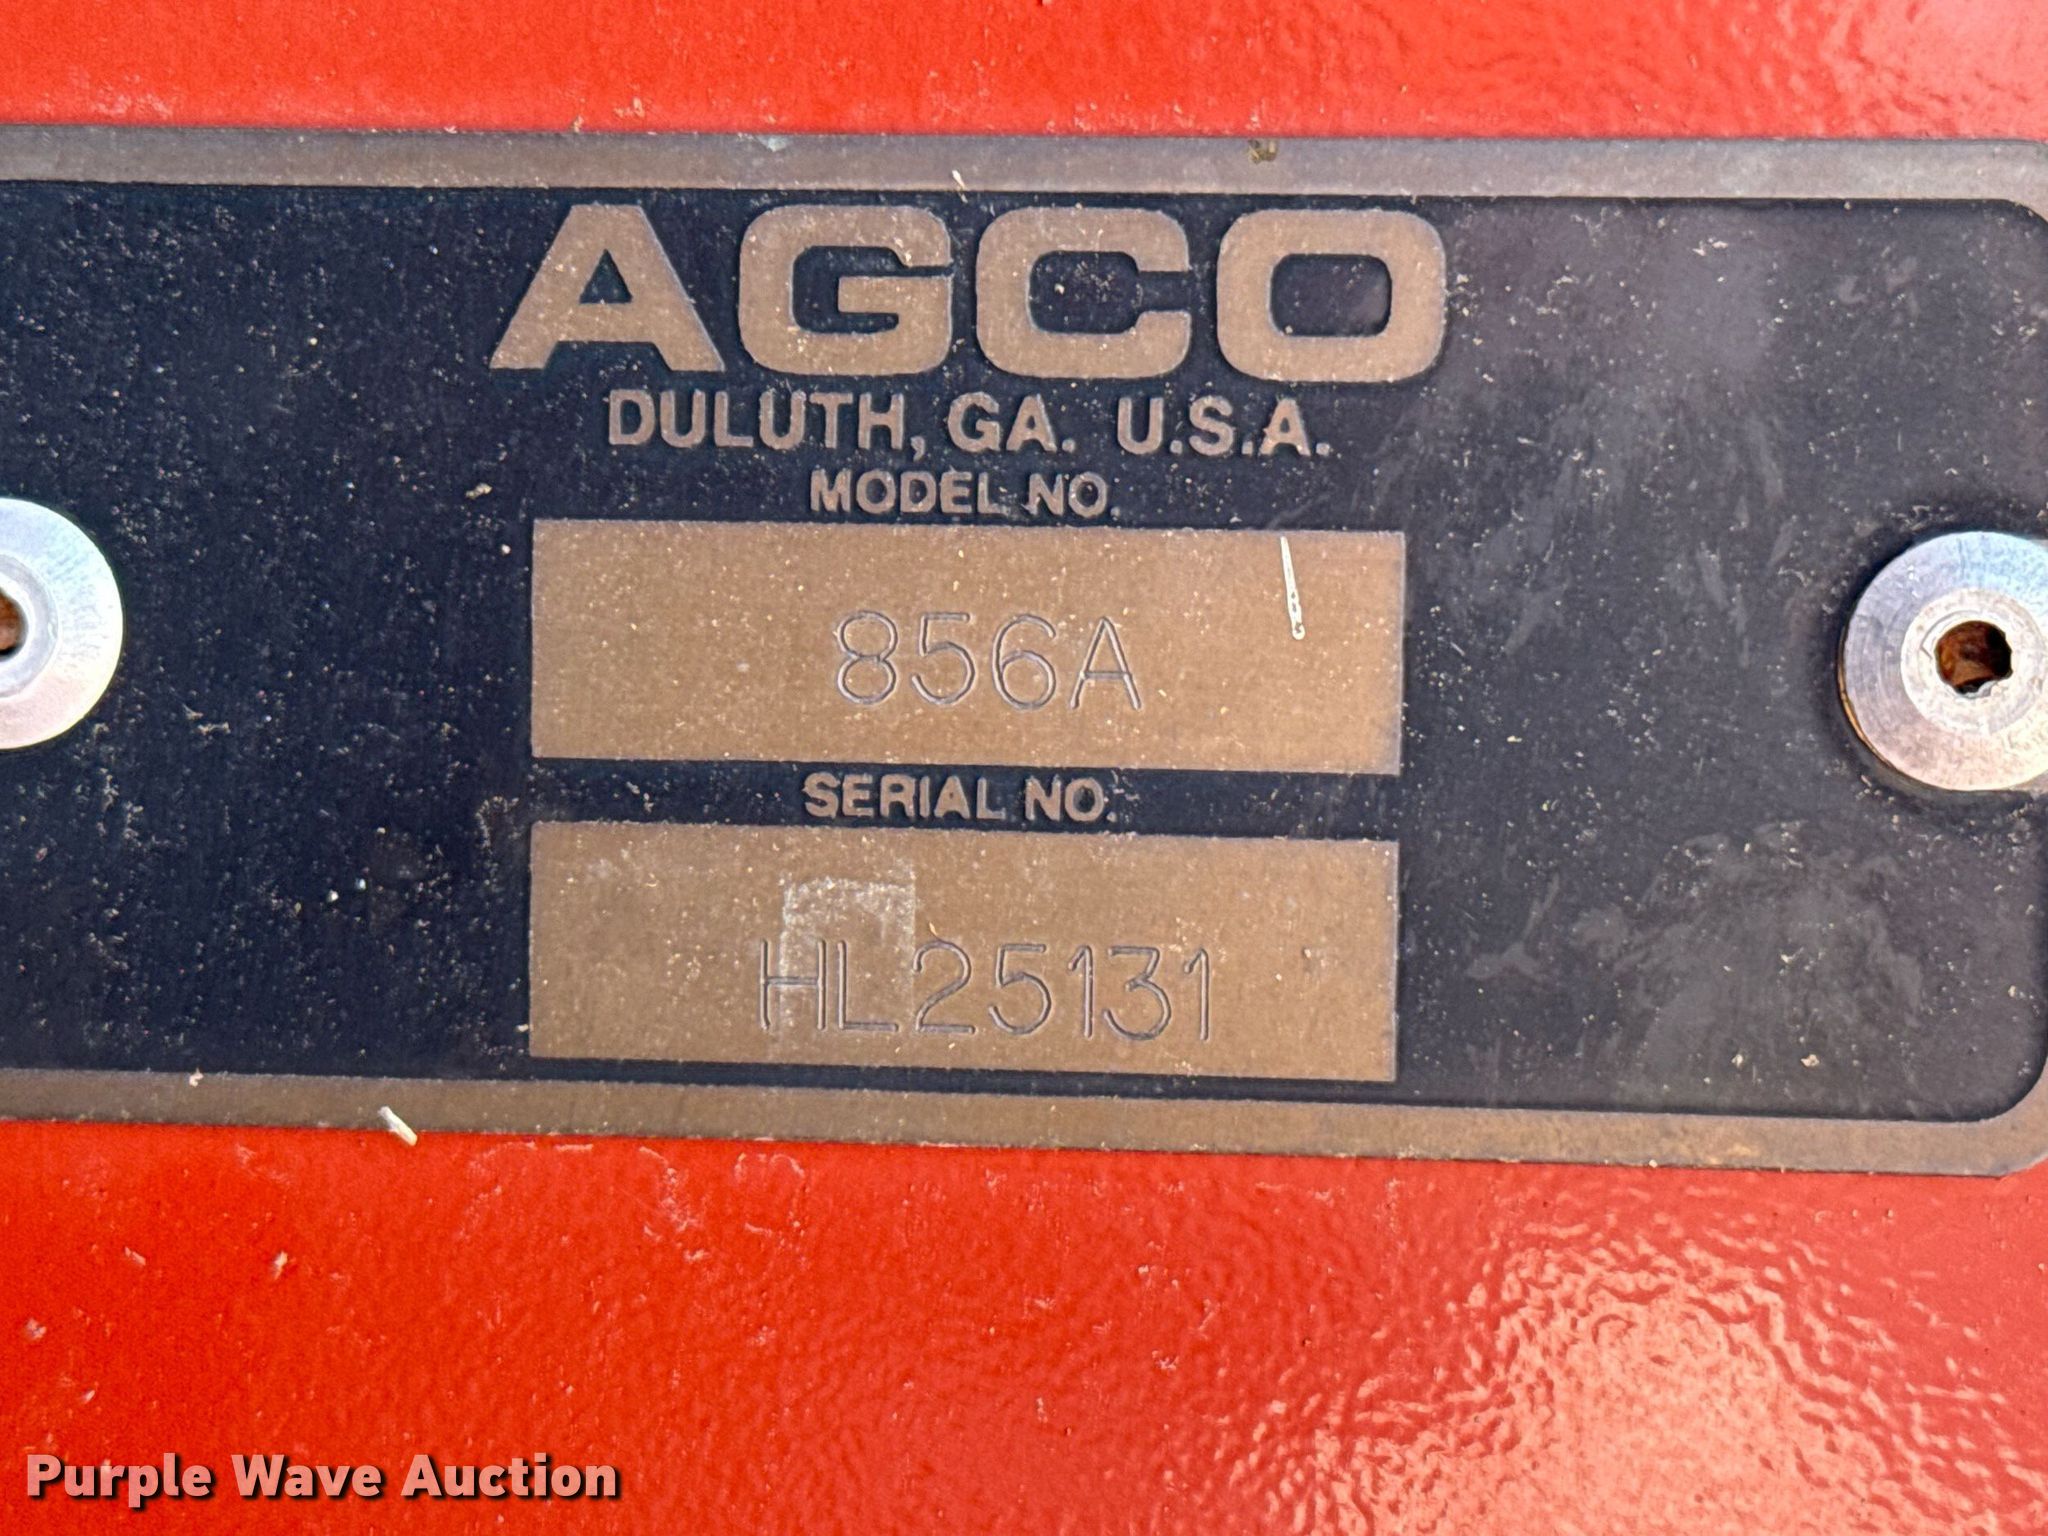 AGCO
DULUTH, GA. U.S.A.
MODEL NO.
856A
SERIAL NO.
HL25131
Purple Wave Auction